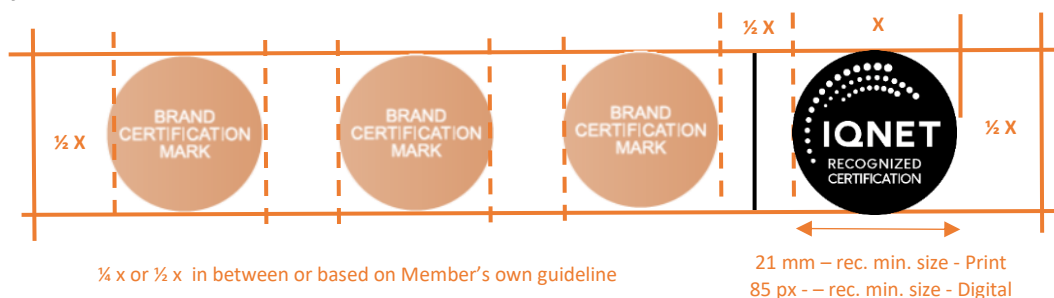 ½ X
X
½ X
BRAND
CERTIFICATION
MARK
BRAND
CERTIFICATION
MARK
BRAND
CERTIFICATION
MARK
IQNET
RECOGNIZED
CERTIFICATION
½ X
¼ x or ½ x in between or based on Member's own guideline
21 mm – rec. min. size - Print
85 px - – rec. min. size - Digital